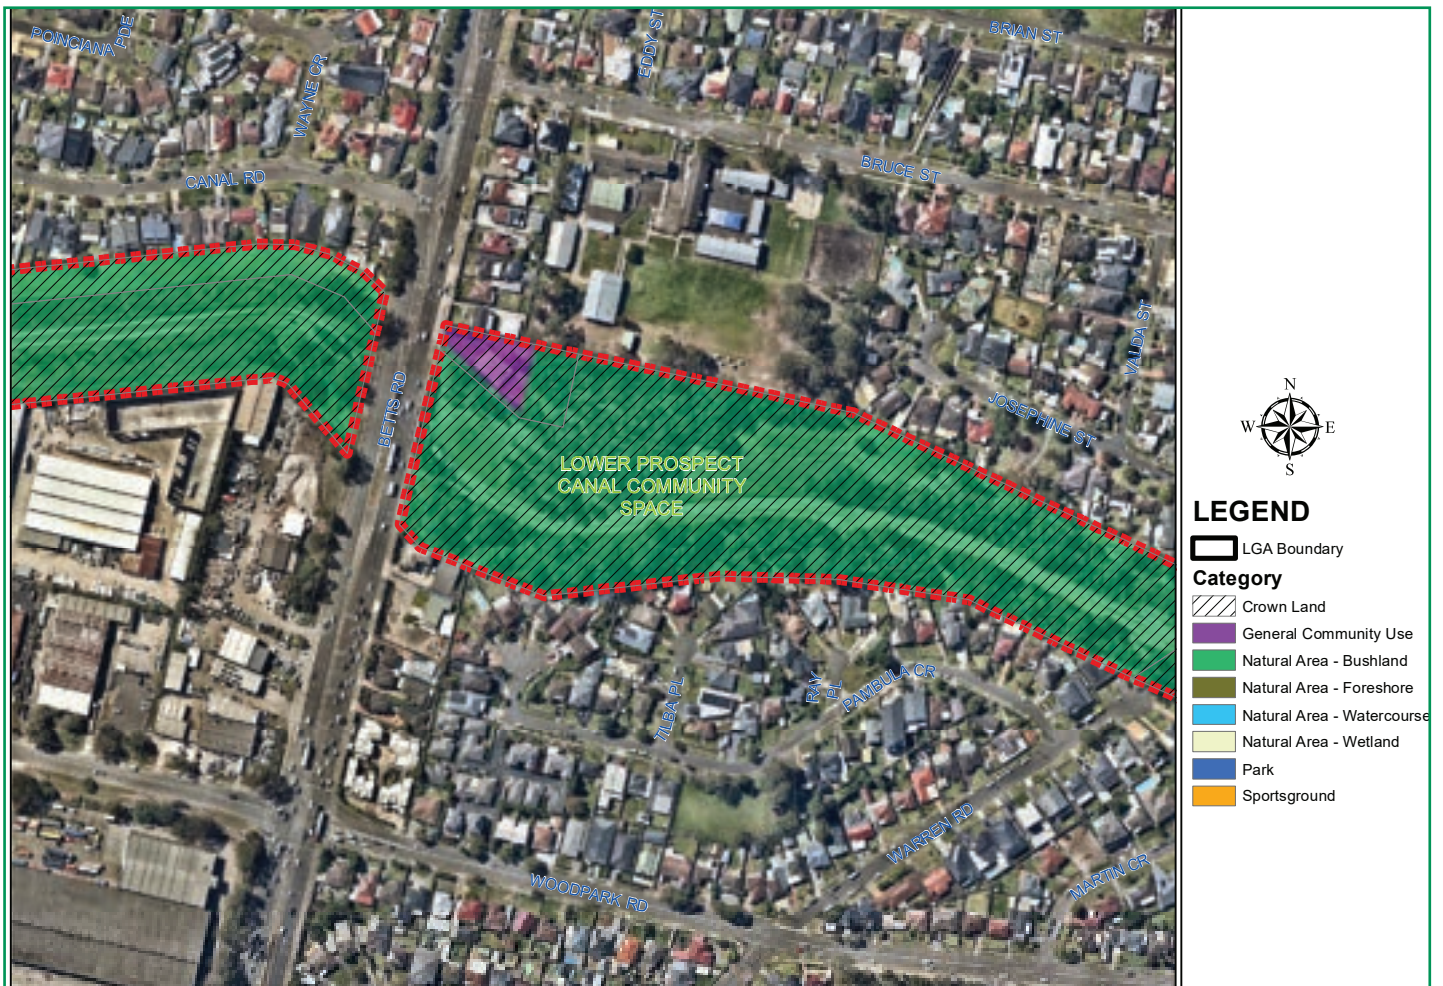 POINCIANA
PDE
WAYNE CR
EDDY ST
BRIAN ST
CANAL RD
BRUCE ST
VALDA ST
JOSEPHINE ST
BETTS RD
LOWER PROSPECT
CANAL COMMUNITY
SPACE
TILBA PL
RAY
PL
PAMBULA CR
WARREN RD
MARTIN CR
WOODPARK RD
N
W
E
S
LEGEND
LGA Boundary
Category
Crown Land
General Community Use
Natural Area - Bushland
Natural Area - Foreshore
Natural Area - Watercourse
Natural Area - Wetland
Park
Sportsground